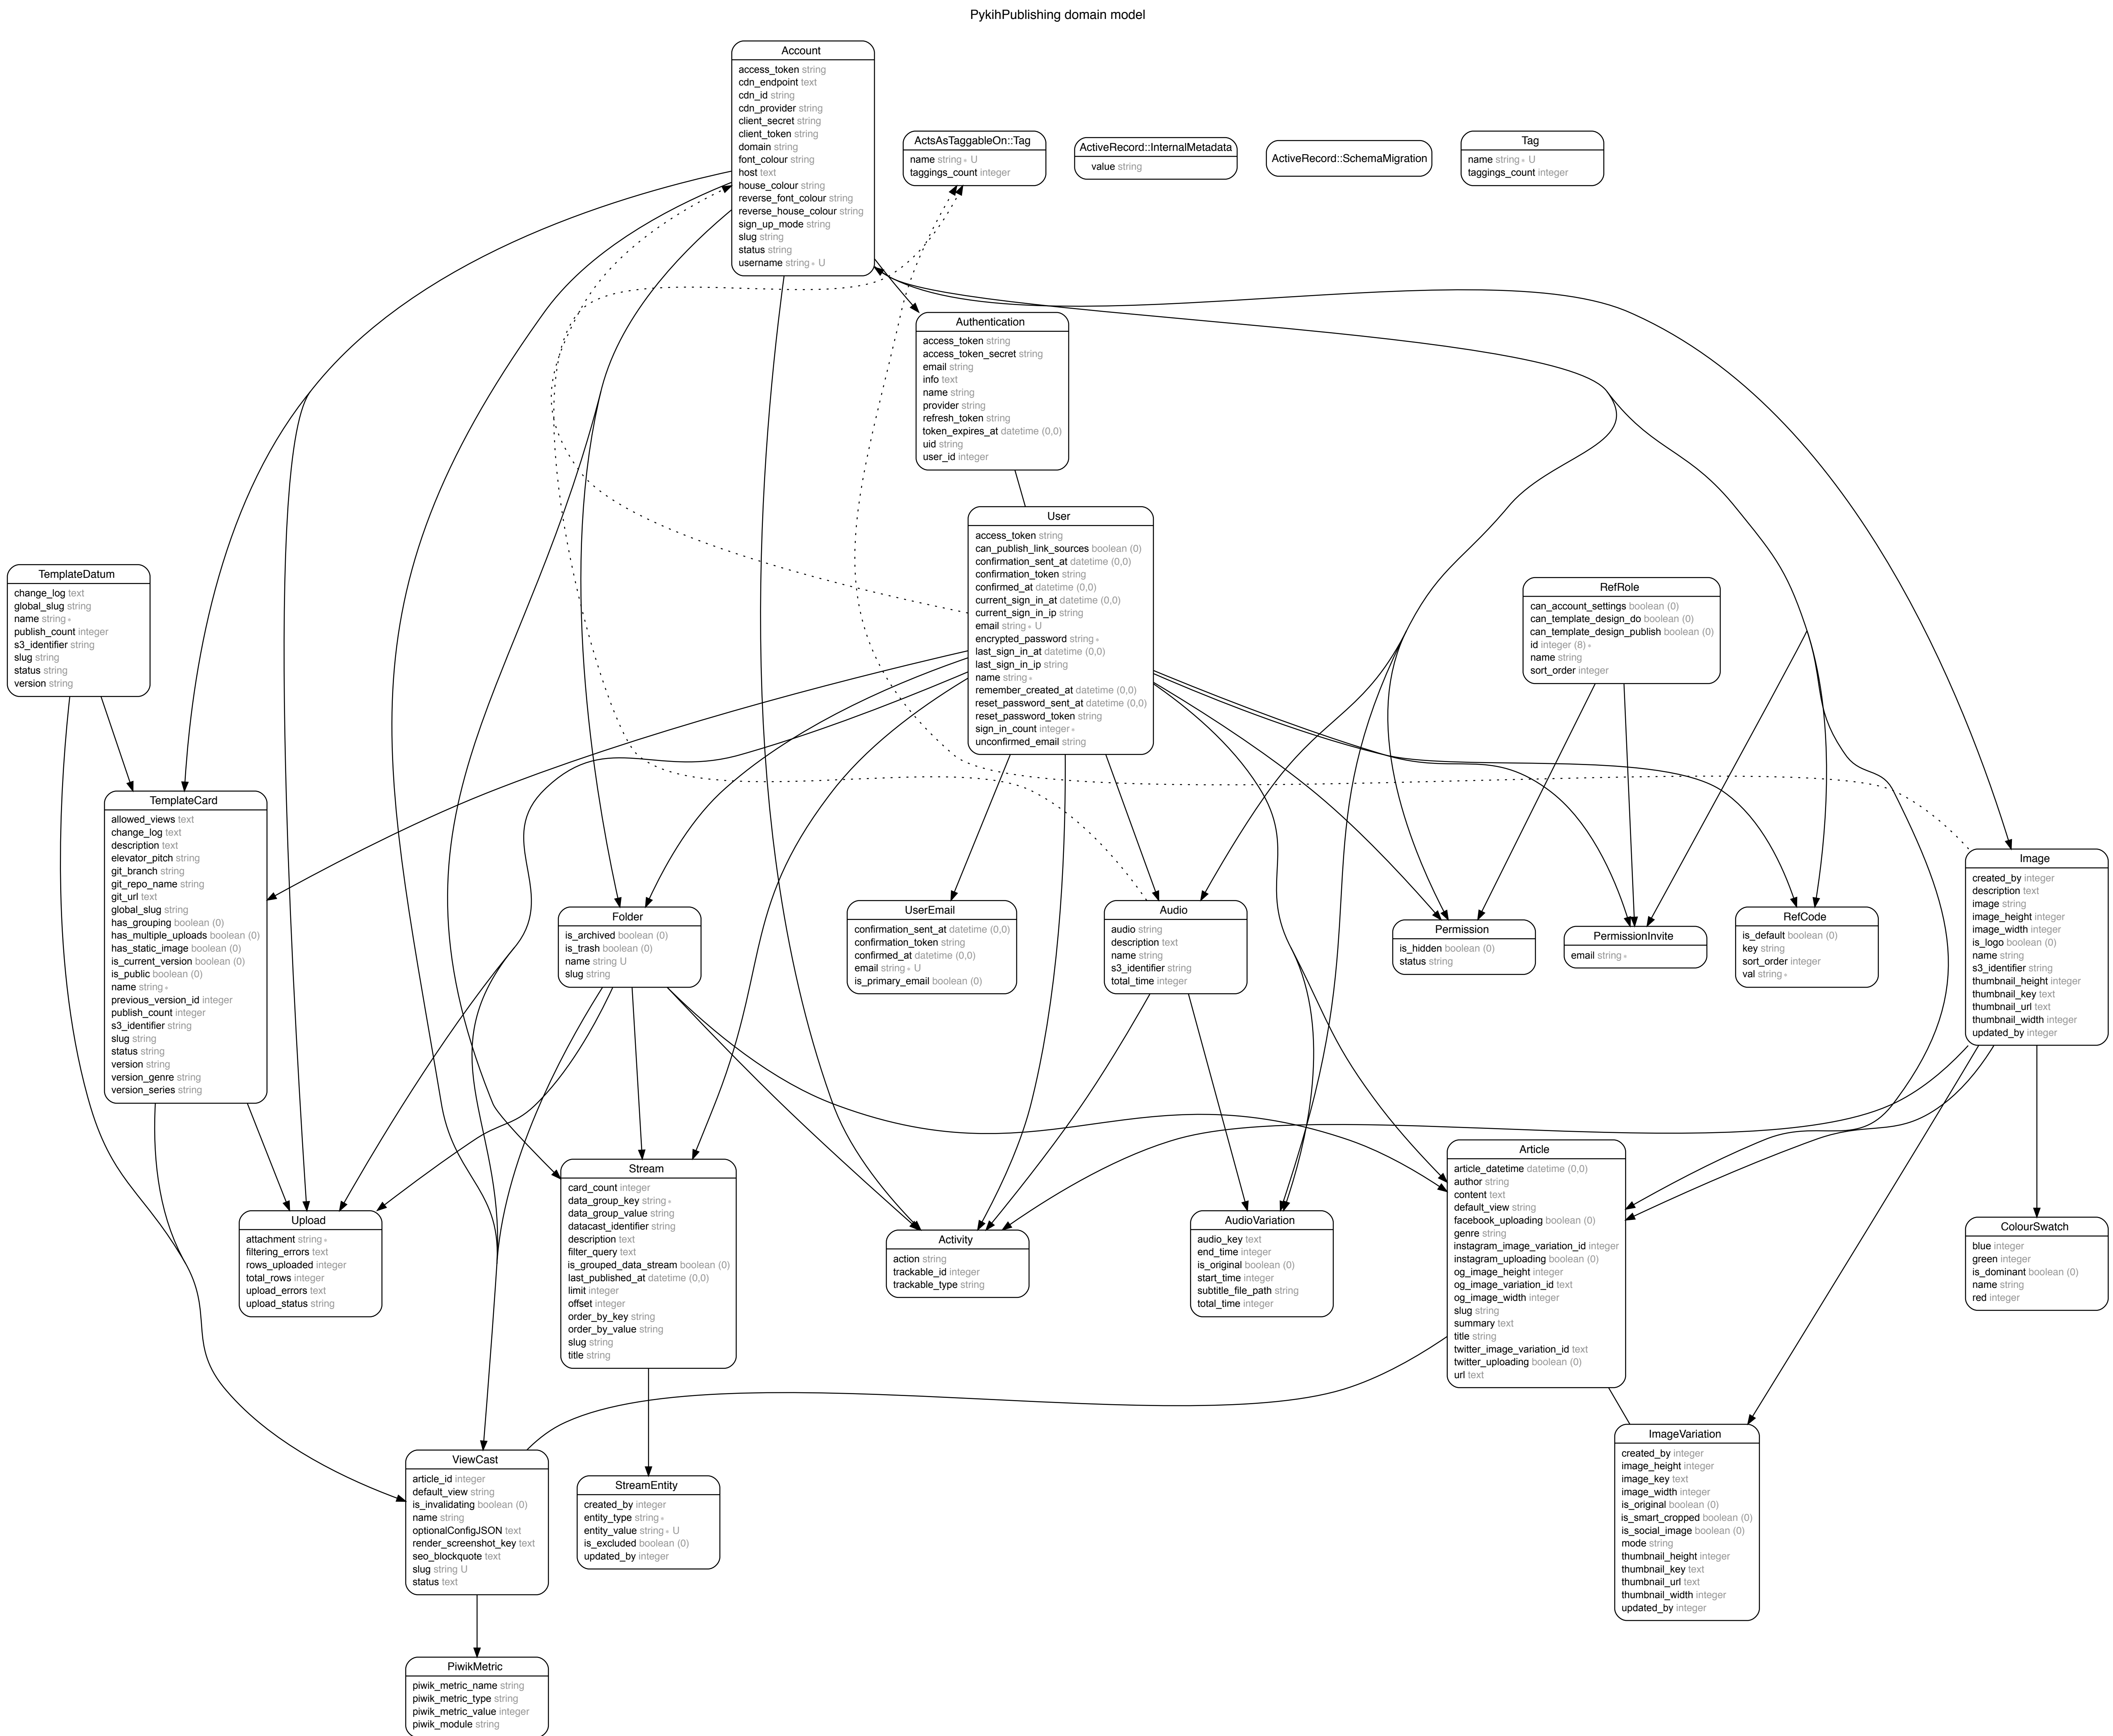 PykihPublishing domain model
Account
access_token string
cdn_endpoint text
cdn_id string
cdn_provider string
client_secret string
client_token string
domain string
font_colour string
host text
house_colour string
reverse_font_colour string
reverse_house_colour string
sign_up_mode string
slug string
status string
username string ∗ U
ActsAsTaggableOn::Tag
name string ∗ U
taggings_count integer
ActiveRecord::InternalMetadata
value string
ActiveRecord::SchemaMigration
Tag
name string ∗ U
taggings_count integer
Authentication
access_token string
access_token_secret string
email string
info text
name string
provider string
refresh_token string
token_expires_at datetime (0,0)
uid string
user_id integer
User
access_token string
can_publish_link_sources boolean (0)
confirmation_sent_at datetime (0,0)
confirmation_token string
confirmed_at datetime (0,0)
current_sign_in_at datetime (0,0)
current_sign_in_ip string
email string ∗ U
encrypted_password string ∗
last_sign_in_at datetime (0,0)
last_sign_in_ip string
name string ∗
remember_created_at datetime (0,0)
reset_password_sent_at datetime (0,0)
reset_password_token string
sign_in_count integer ∗
unconfirmed_email string
TemplateDatum
change_log text
global_slug string
name string ∗
publish_count integer
s3_identifier string
slug string
status string
version string
RefRole
can_account_settings boolean (0)
can_template_design_do boolean (0)
can_template_design_publish boolean (0)
id integer (8) ∗
name string
sort_order integer
TemplateCard
allowed_views text
change_log text
description text
elevator_pitch string
git_branch string
git_repo_name string
git_url text
global_slug string
has_grouping boolean (0)
has_multiple_uploads boolean (0)
has_static_image boolean (0)
is_current_version boolean (0)
is_public boolean (0)
name string ∗
previous_version_id integer
publish_count integer
s3_identifier string
slug string
status string
version string
version_genre string
version_series string
Folder
is_archived boolean (0)
is_trash boolean (0)
name string U
slug string
UserEmail
confirmation_sent_at datetime (0,0)
confirmation_token string
confirmed_at datetime (0,0)
email string ∗ U
is_primary_email boolean (0)
Audio
audio string
description text
name string
s3_identifier string
total_time integer
Permission
is_hidden boolean (0)
status string
PermissionInvite
email string ∗
RefCode
is_default boolean (0)
key string
sort_order integer
val string ∗
Image
created_by integer
description text
image string
image_height integer
image_width integer
is_logo boolean (0)
name string
s3_identifier string
thumbnail_height integer
thumbnail_key text
thumbnail_url text
thumbnail_width integer
updated_by integer
Upload
attachment string ∗
filtering_errors text
rows_uploaded integer
total_rows integer
upload_errors text
upload_status string
Stream
card_count integer
data_group_key string ∗
data_group_value string
datacast_identifier string
description text
filter_query text
is_grouped_data_stream boolean (0)
last_published_at datetime (0,0)
limit integer
offset integer
order_by_key string
order_by_value string
slug string
title string
Activity
action string
trackable_id integer
trackable_type string
AudioVariation
audio_key text
end_time integer
is_original boolean (0)
start_time integer
subtitle_file_path string
total_time integer
Article
article_datetime datetime (0,0)
author string
content text
default_view string
facebook_uploading boolean (0)
genre string
instagram_image_variation_id integer
instagram_uploading boolean (0)
og_image_height integer
og_image_variation_id text
og_image_width integer
slug string
summary text
title string
twitter_image_variation_id text
twitter_uploading boolean (0)
url text
ColourSwatch
blue integer
green integer
is_dominant boolean (0)
name string
red integer
ViewCast
article_id integer
default_view string
is_invalidating boolean (0)
name string
optionalConfigJSON text
render_screenshot_key text
seo_blockquote text
slug string U
status text
StreamEntity
created_by integer
entity_type string ∗
entity_value string ∗ U
is_excluded boolean (0)
updated_by integer
ImageVariation
created_by integer
image_height integer
image_key text
image_width integer
is_original boolean (0)
is_smart_cropped boolean (0)
is_social_image boolean (0)
mode string
thumbnail_height integer
thumbnail_key text
thumbnail_url text
thumbnail_width integer
updated_by integer
PiwikMetric
piwik_metric_name string
piwik_metric_type string
piwik_metric_value integer
piwik_module string